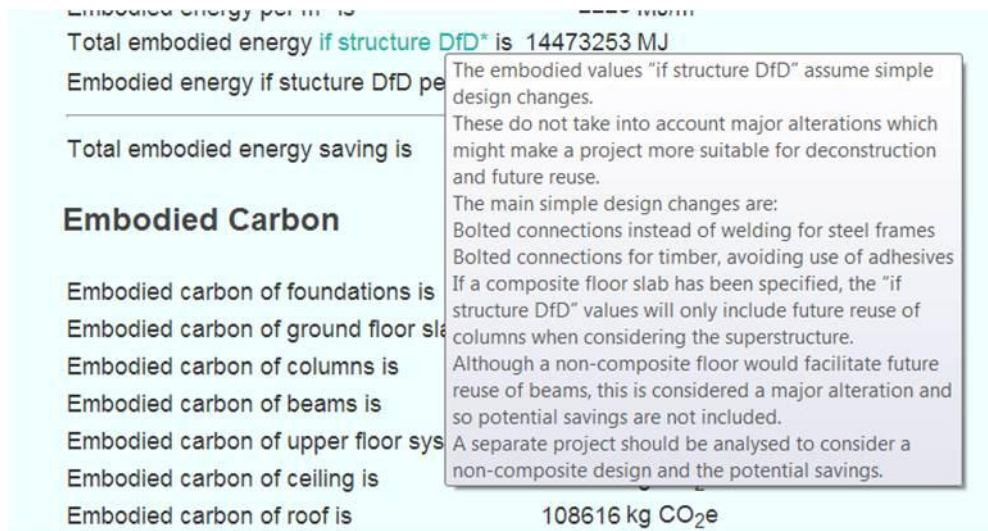 Embodied energy per m² is 2226 MJ/m
Total embodied energy if structure DfD* is 14473253 MJ
Embodied energy if stucture DfD pe
Total embodied energy saving is
Embodied Carbon
Embodied carbon of foundations is
Embodied carbon of ground floor sla
Embodied carbon of columns is
Embodied carbon of beams is
Embodied carbon of upper floor sys
Embodied carbon of ceiling is
Embodied carbon of roof is 108616 kg CO₂e
The embodied values “if structure DfD” assume simple
design changes.
These do not take into account major alterations which
might make a project more suitable for deconstruction
and future reuse.
The main simple design changes are:
Bolted connections instead of welding for steel frames
Bolted connections for timber, avoiding use of adhesives
If a composite floor slab has been specified, the “if
structure DfD” values will only include future reuse of
columns when considering the superstructure.
Although a non-composite floor would facilitate future
reuse of beams, this is considered a major alteration and
so potential savings are not included.
A separate project should be analysed to consider a
non-composite design and the potential savings.